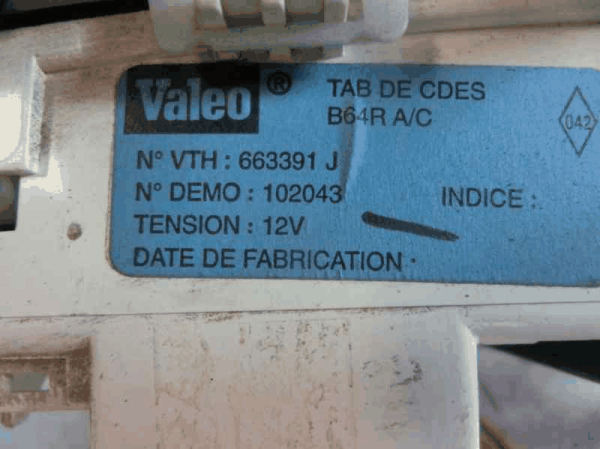 Valeo ® TAB DE CDES
B64R A/C
042
N° VTH : 663391 J
N° DEMO : 102043 INDICE :
TENSION : 12V
DATE DE FABRICATION :